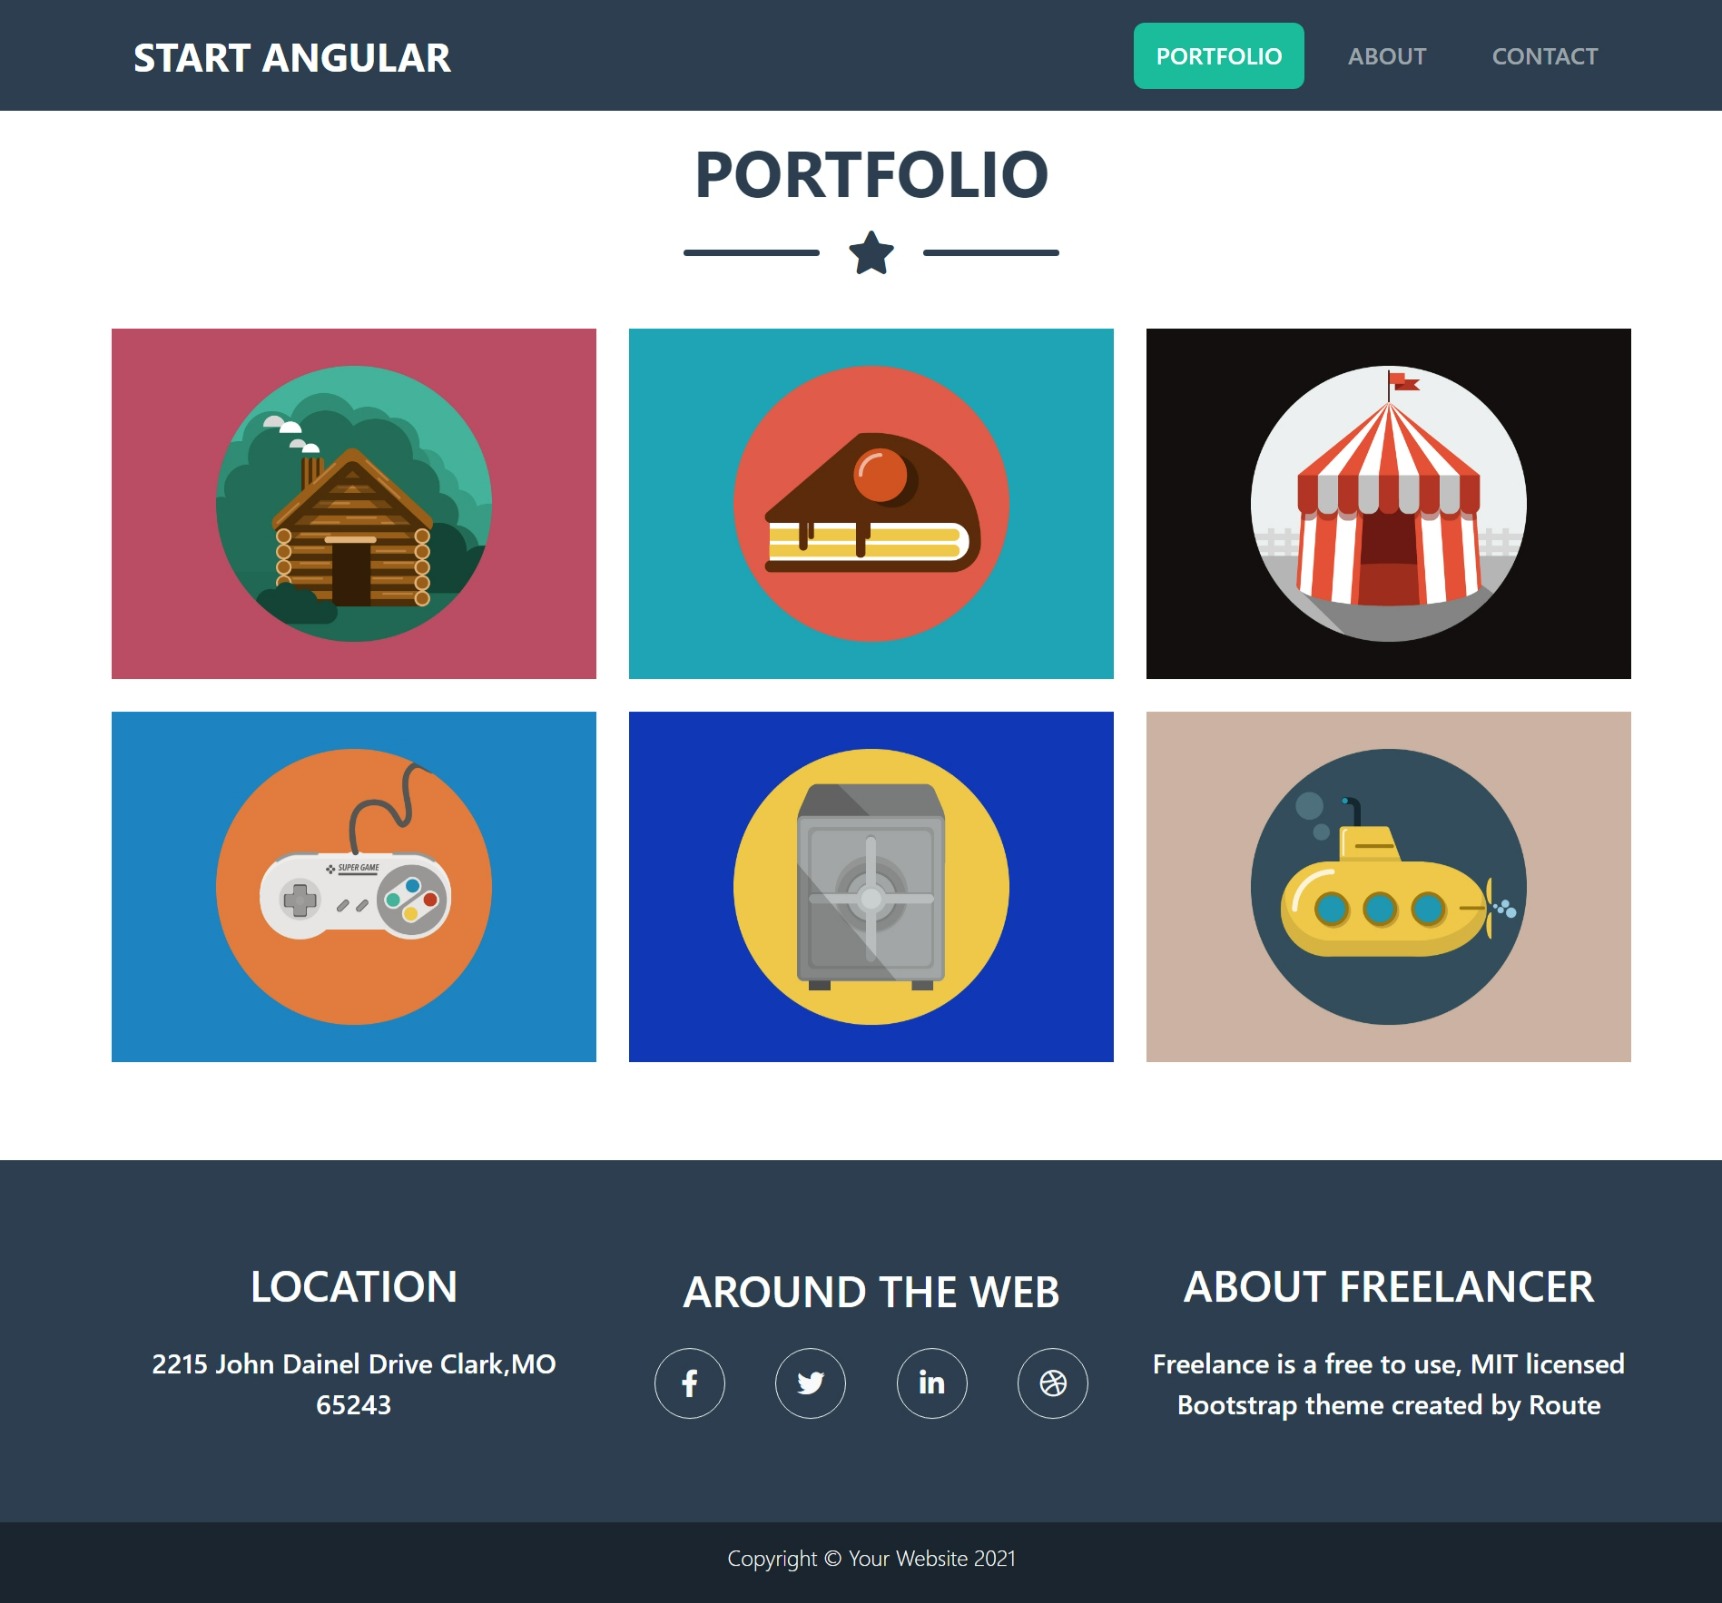 START ANGULAR
PORTFOLIO
ABOUT
CONTACT
PORTFOLIO
SUPER GAME
LOCATION
2215 John Dainel Drive Clark,MO
65243
AROUND THE WEB
ABOUT FREELANCER
Freelance is a free to use, MIT licensed
Bootstrap theme created by Route
Copyright © Your Website 2021